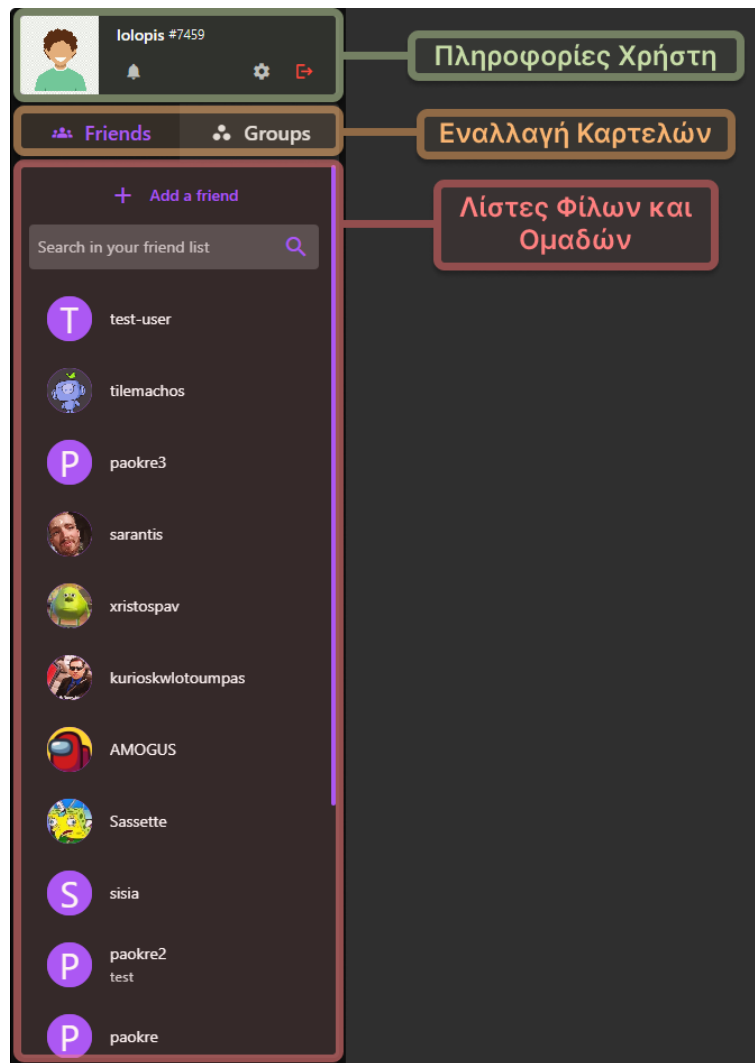 lolopis #7459
Πληροφορίες Χρήστη
Friends
Groups
Εναλλαγή Καρτελών
Add a friend
Λίστες Φίλων και
Ομαδών
Search in your friend list
T
test-user
tilemachos
P
paokre3
sarantis
xristospav
kurioskwlotoumpas
AMOGUS
Sassette
S
sisia
P
paokre2
test
P
paokre